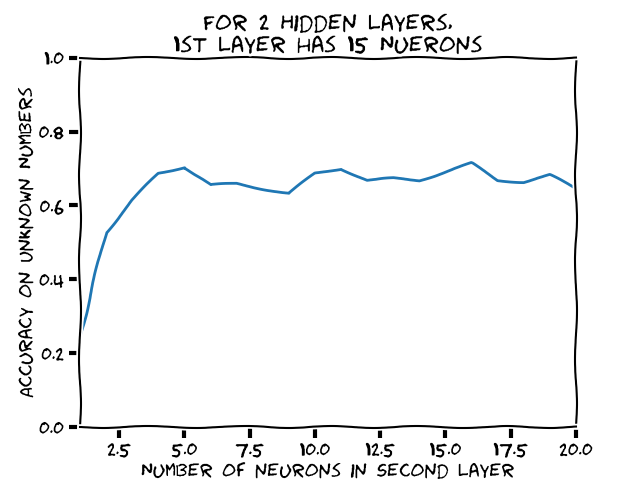 FOR 2 HIDDEN LAYERS,
1ST LAYER HAS 15 NUERONS
1.0
0.8
0.6
0.4
0.2
0.0
ACCURACY ON UNKNOWN NUMBERS
2.5 5.0 7.5 10.0 12.5 15.0 17.5 20.0
NUMBER OF NEURONS IN SECOND LAYER